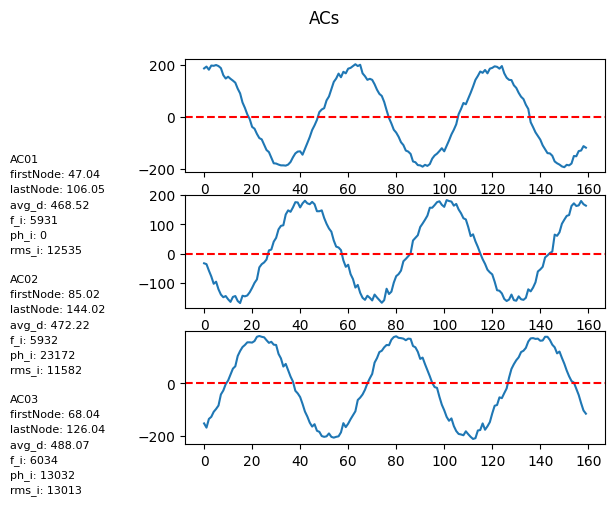 ACs
200
0
−200
0 20 40 60 80 100 120 140 160
200
100
0
−100
0 20 40 60 80 100 120 140 160
0
−200
0 20 40 60 80 100 120 140 160
AC01
firstNode: 47.04
lastNode: 106.05
avg_d: 468.52
f_i: 5931
ph_i: 0
rms_i: 12535
AC02
firstNode: 85.02
lastNode: 144.02
avg_d: 472.22
f_i: 5932
ph_i: 23172
rms_i: 11582
AC03
firstNode: 68.04
lastNode: 126.04
avg_d: 488.07
f_i: 6034
ph_i: 13032
rms_i: 13013